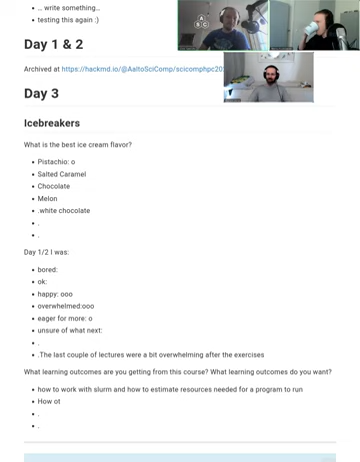 ... write something...
testing this again :)
Day 1 & 2
Archived at https://hackmd.io/@AaltoSciComp/scicomphpc20
Day 3
Icebreakers
What is the best ice cream flavor?
Pistachio: o
Salted Caramel
Chocolate
Melon
.white chocolate
.
.
Day 1/2 I was:
bored:
ok:
happy: ooo
overwhelmed:ooo
eager for more: o
unsure of what next:
.
.The last couple of lectures were a bit overwhelming after the exercises
What learning outcomes are you getting from this course? What learning outcomes do you want?
how to work with slurm and how to estimate resources needed for a program to run
How ot
.
.